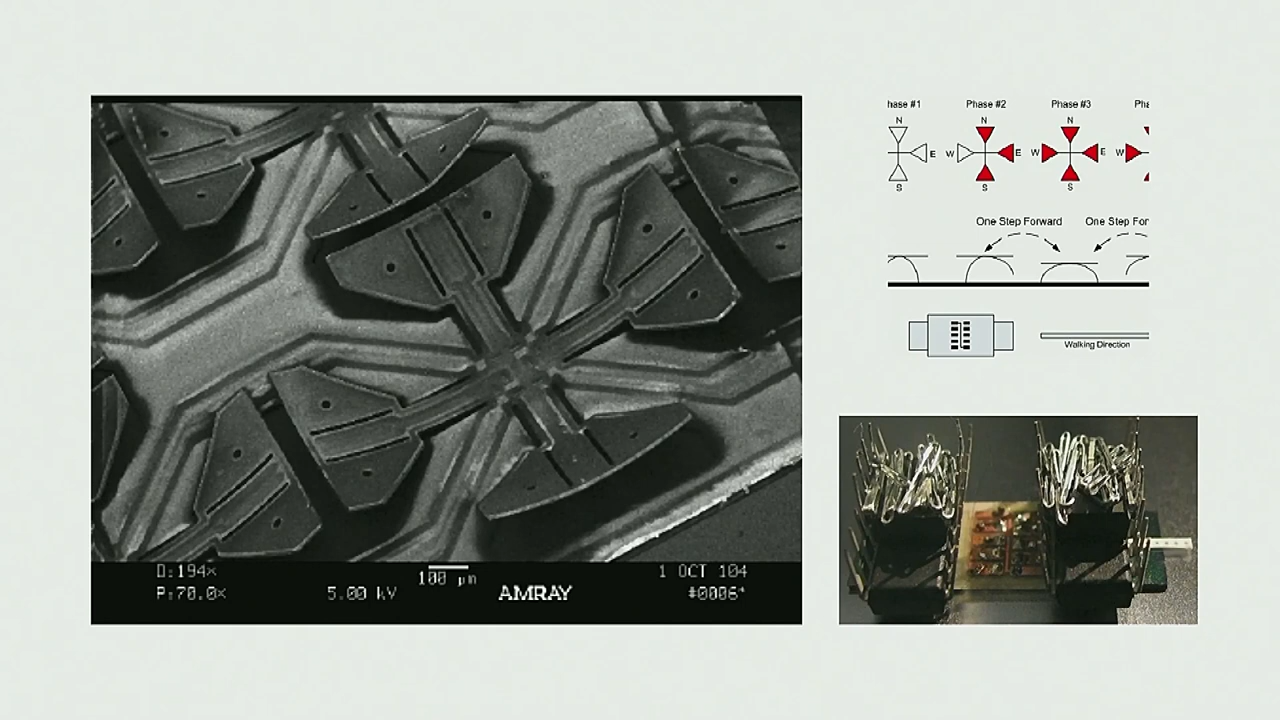 D:194×
100 µm
1 OCT 104
P:70.0×
5.00 kV
AMRAY
#0006*
hase #1
Phase #2
Phase #3
Pha
N
N
N
E
W
E
W
E
W
S
S
S
One Step Forward
One Step For
Walking Direction